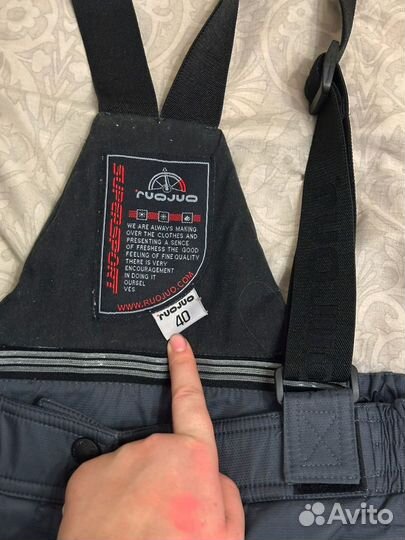 RUOJUO
SUPERSPORT
WE ARE ALWAYS MAKING
OVER THE CLOTHES AND
PRESENTING A SENCE
OF FRESHESS THE GOOD
FEELING OF FINE QUALITY
THERE IS VERY
ENCOURAGEMENT
IN DOING IT
OURSEL
VES
WWW.RUOJUO.COM
RUOJUO
40
Avito